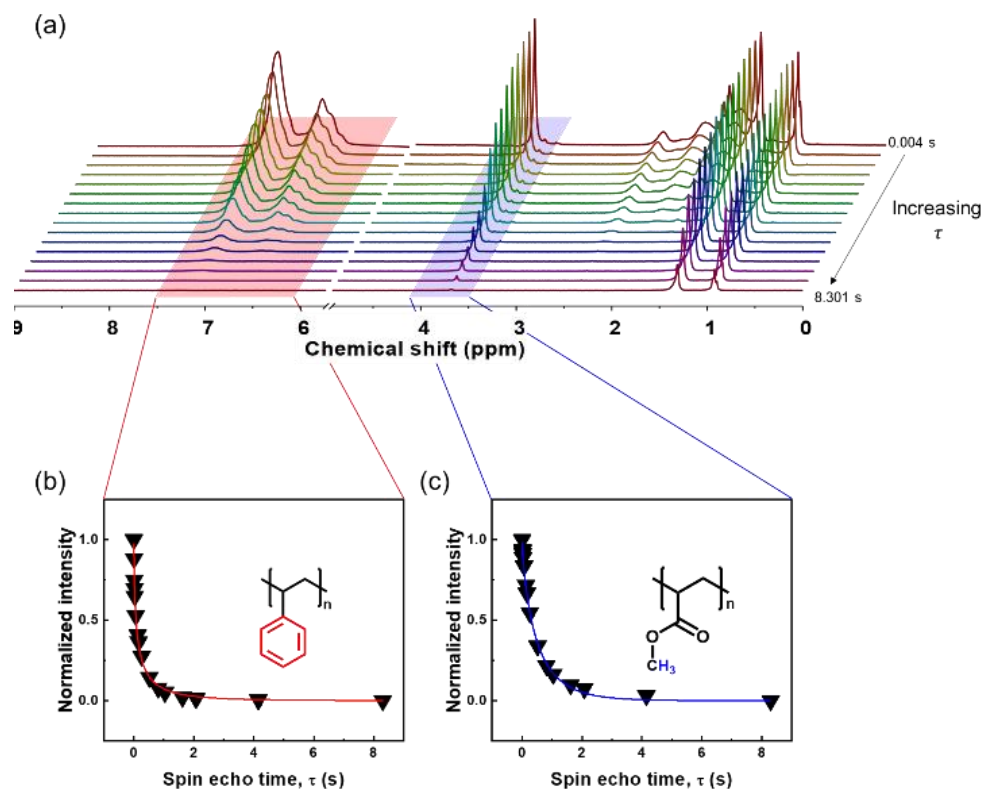 (a)
0.004 s
Increasing
τ
8.301 s
9 8 7 6 4 3 2 1 0
Chemical shift (ppm)
(b)
Normalized intensity
1.0
0.5
0.0
n
0 2 4 6 8
Spin echo time, τ (s)
(c)
Normalized intensity
1.0
0.5
0.0
n
O
O
CH3
0 2 4 6 8
Spin echo time, τ (s)